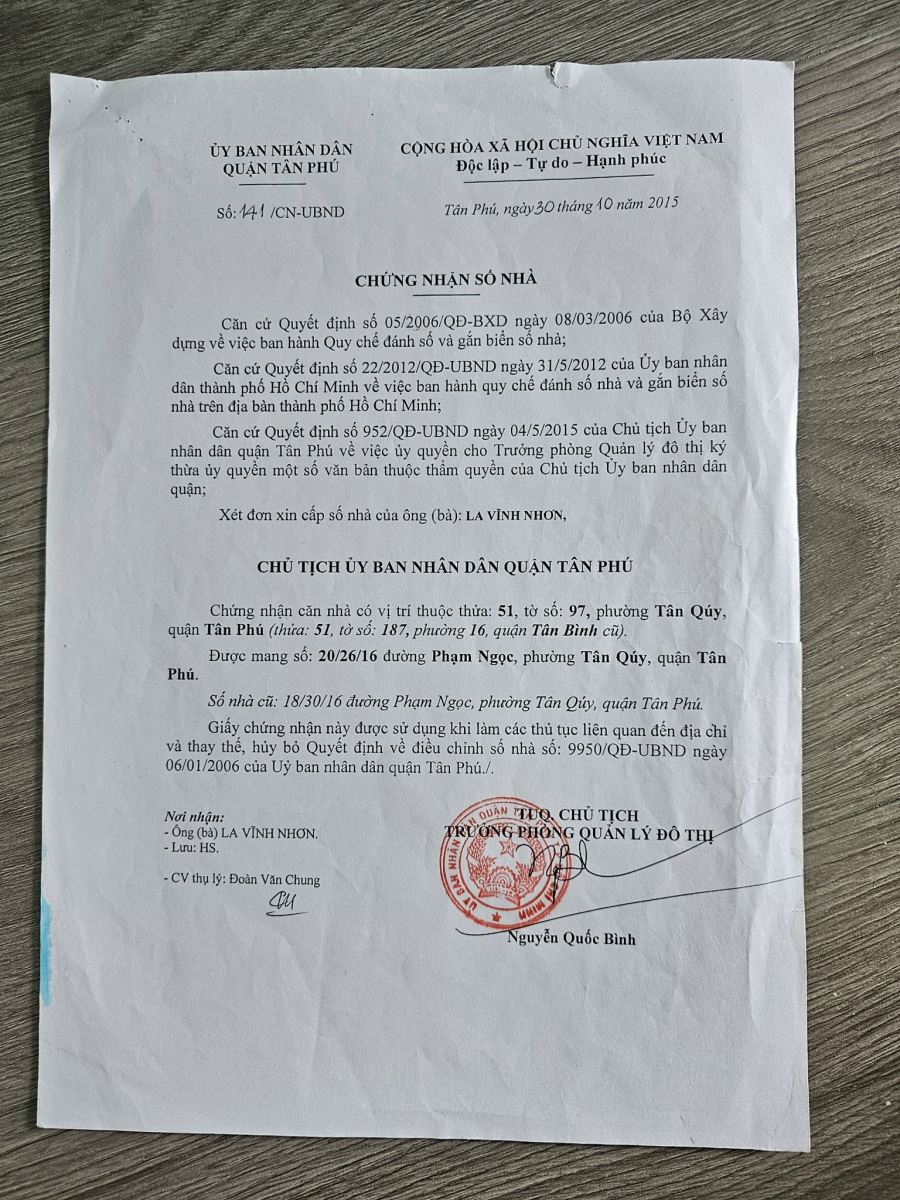 ỦY BAN NHÂN DÂN
QUẬN TÂN PHÚ
Số: 141 /CN-UBND
CỘNG HÒA XÃ HỘI CHỦ NGHĨA VIỆT NAM
Độc lập – Tự do – Hạnh phúc
Tân Phú, ngày 30 tháng 10 năm 2015
CHỨNG NHẬN SỐ NHÀ
Căn cứ Quyết định số 05/2006/QĐ-BXD ngày 08/03/2006 của Bộ Xây
dựng về việc ban hành Quy chế đánh số và gắn biển số nhà;
Căn cứ Quyết định số 22/2012/QĐ-UBND ngày 31/5/2012 của Ủy ban nhân
dân thành phố Hồ Chí Minh về việc ban hành quy chế đánh số nhà và gắn biển số
nhà trên địa bàn thành phố Hồ Chí Minh;
Căn cứ Quyết định số 952/QĐ-UBND ngày 04/5/2015 của Chủ tịch Ủy ban
nhân dân quận Tân Phú về việc ủy quyền cho Trưởng phòng Quản lý đô thị ký
thừa ủy quyền một số văn bản thuộc thẩm quyền của Chủ tịch Ủy ban nhân dân
quận;
Xét đơn xin cấp số nhà của ông (bà): LA VĨNH NHƠN,
CHỦ TỊCH ỦY BAN NHÂN DÂN QUẬN TÂN PHÚ
Chứng nhận căn nhà có vị trí thuộc thửa: 51, tờ số: 97, phường Tân Qúy,
quận Tân Phú (thửa: 51, tờ số: 187, phường 16, quận Tân Bình cũ).
Được mang số: 20/26/16 đường Phạm Ngọc, phường Tân Qúy, quận Tân
Phú.
Số nhà cũ: 18/30/16 đường Phạm Ngọc, phường Tân Qúy, quận Tân Phú.
Giấy chứng nhận này được sử dụng khi làm các thủ tục liên quan đến địa chỉ
và thay thế, hủy bỏ Quyết định về điều chỉnh số nhà số: 9950/QĐ-UBND ngày
06/01/2006 của Uỷ ban nhân dân quận Tân Phú./.
Nơi nhận:
- Ông (bà) LA VĨNH NHƠN.
- Lưu: HS.
- CV thụ lý: Đoàn Văn Chung
TUQ. CHỦ TỊCH
TRƯỞNG PHÒNG QUẢN LÝ ĐÔ THỊ
Nguyễn Quốc Bình